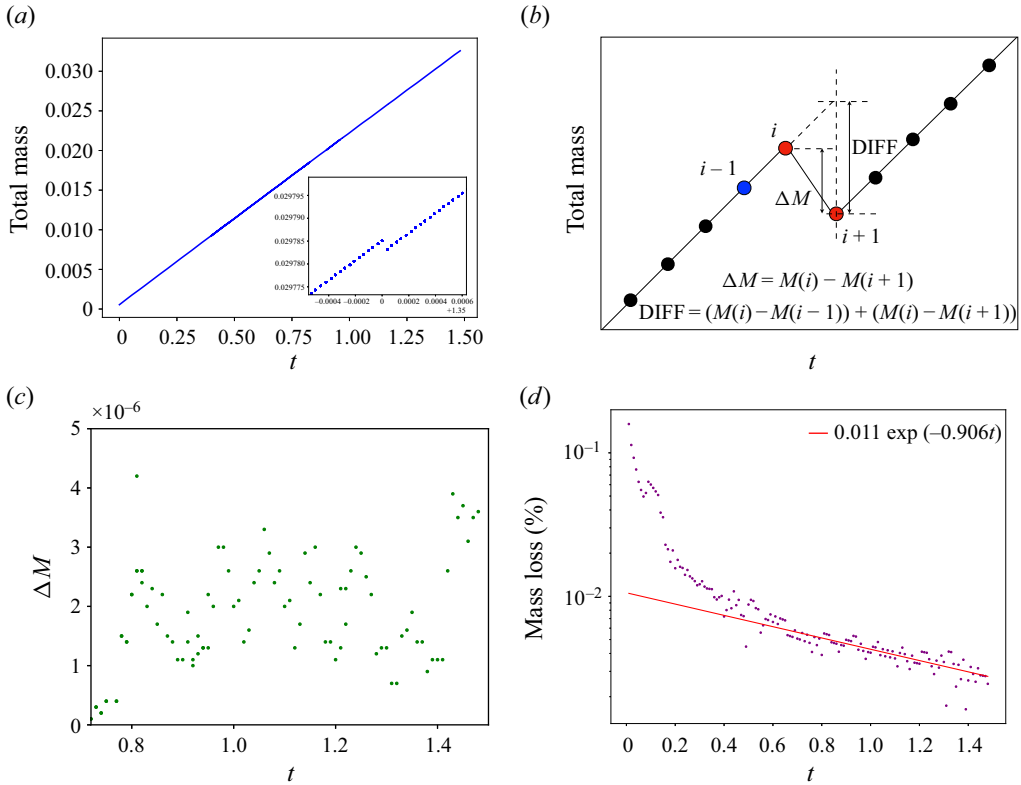 (a)
Total mass
0.030
0.025
0.020
0.015
0.010
0.005
0
0 0.25 0.50 0.75 1.00 1.25 1.50
t
0.029795
0.029790
0.029785
0.029780
0.029775
–0.0004 –0.0002 0 0.0002 0.0004 0.0006
+1.35
(b)
Total mass
i
i – 1
DIFF
ΔM
i + 1
ΔM = M(i) – M(i + 1)
DIFF = (M(i) – M(i – 1)) + (M(i) – M(i + 1))
t
(c)
×10–6
ΔM
5
4
3
2
1
0
0.8 1.0 1.2 1.4
t
(d)
Mass loss (%)
0.011 exp (–0.906t)
10–1
10–2
0 0.2 0.4 0.6 0.8 1.0 1.2 1.4
t